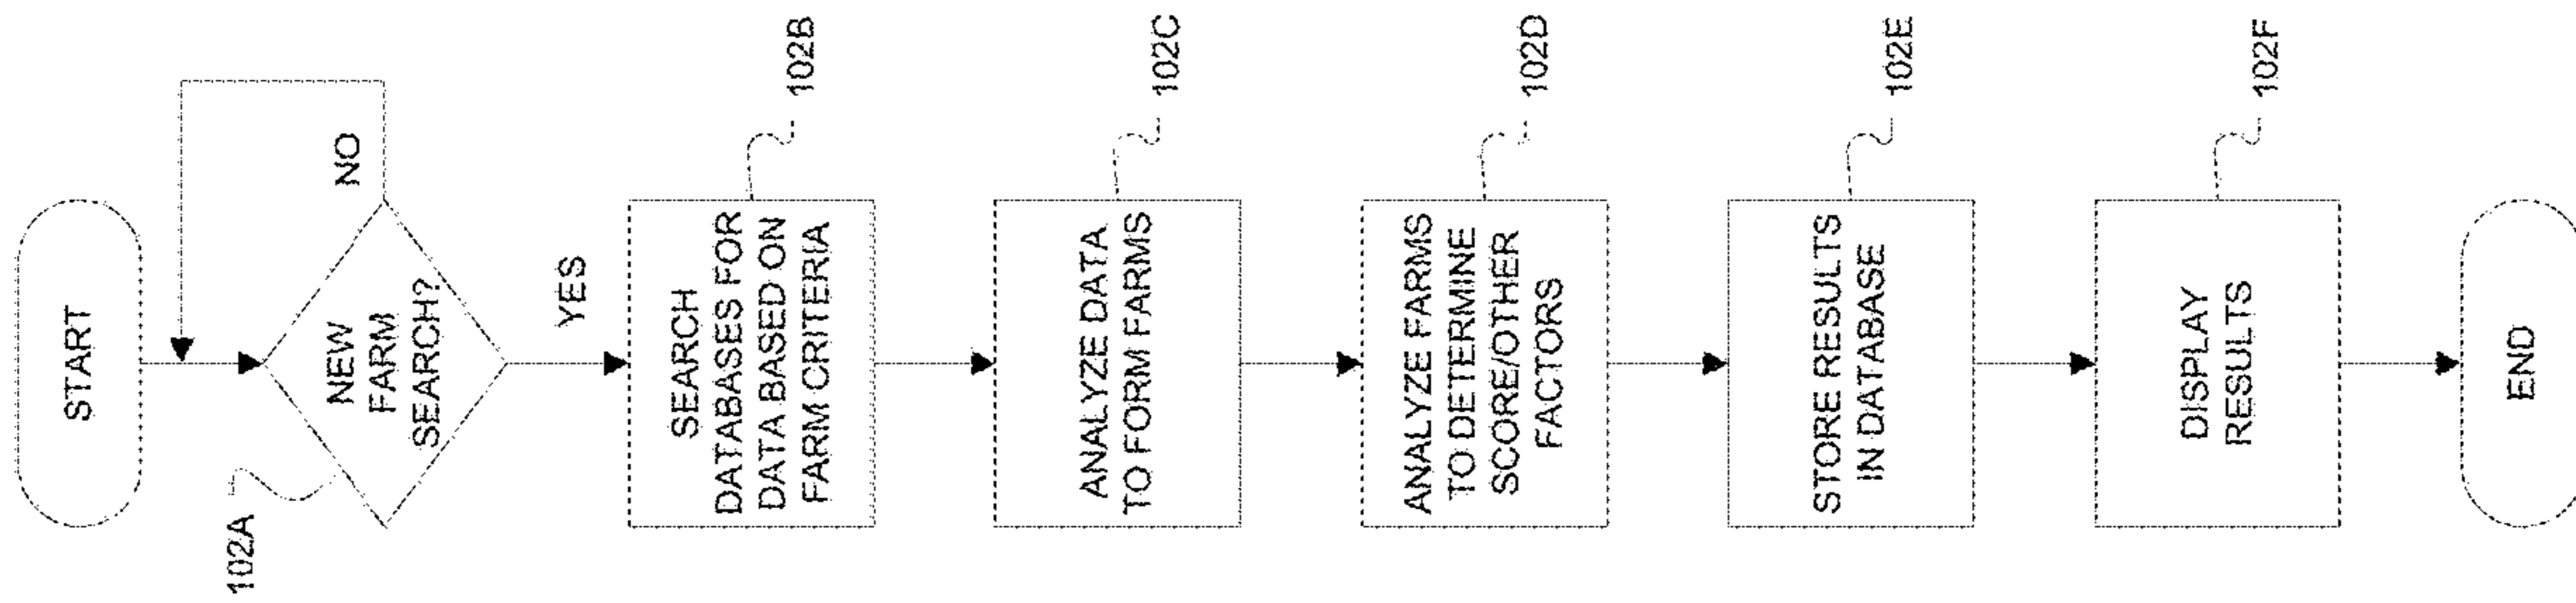 START
NEW
FARM
SEARCH?
102A
NO
YES
SEARCH
DATABASES FOR
DATA BASED ON
FARM CRITERIA
102B
ANALYZE DATA
TO FORM FARMS
102C
ANALYZE FARMS
TO DETERMINE
SCORE/OTHER
FACTORS
102D
STORE RESULTS
IN DATABASE
102E
DISPLAY
RESULTS
102F
END